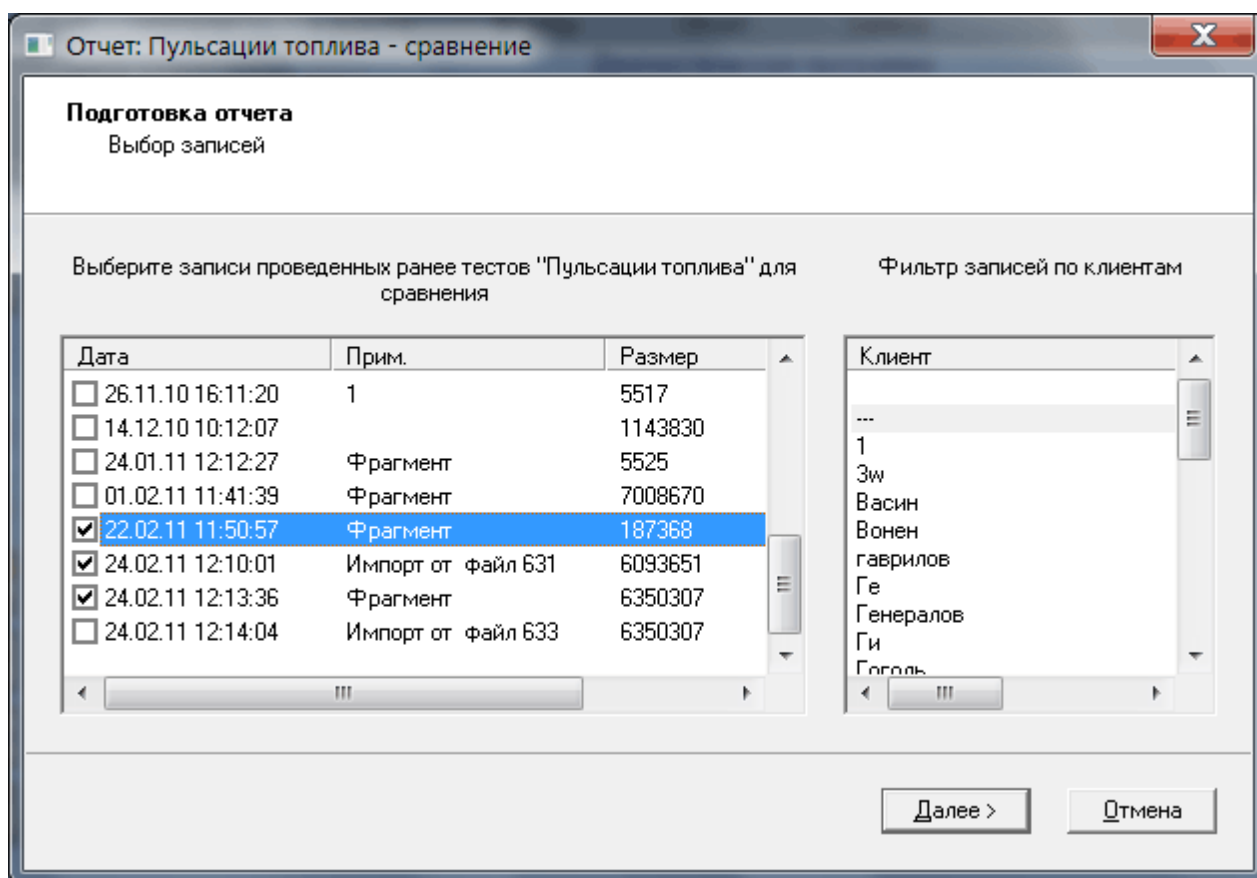 Отчет: Пульсации топлива - сравнение
Подготовка отчета
Выбор записей
Выберите записи проведенных ранее тестов "Пульсации топлива" для
сравнения
Фильтр записей по клиентам
Дата Прим. Размер
26.11.10 16:11:20 1 5517
14.12.10 10:12:07 1143830
24.01.11 12:12:27 Фрагмент 5525
01.02.11 11:41:39 Фрагмент 7008670
22.02.11 11:50:57 Фрагмент 187368
24.02.11 12:10:01 Импорт от файл 631 6093651
24.02.11 12:13:36 Фрагмент 6350307
24.02.11 12:14:04 Импорт от файл 633 6350307
Клиент
---
1
3w
Васин
Вонен
гаврилов
Ге
Генералов
Ги
Гоголь
Далее >
Отмена